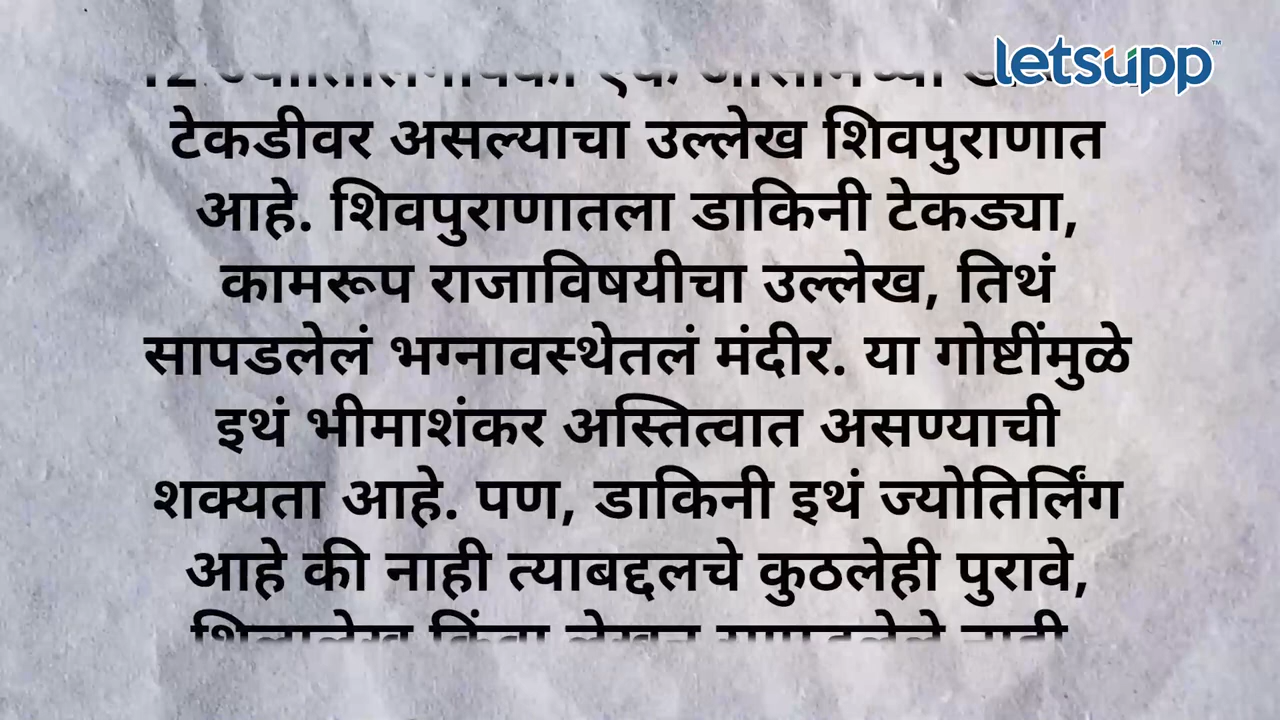 letsupp™
टेकडीवर असल्याचा उल्लेख शिवपुराणात
आहे. शिवपुराणातला डाकिनी टेकड्या,
कामरूप राजाविषयीचा उल्लेख, तिथं
सापडलेलं भग्नावस्थेतलं मंदीर. या गोष्टींमुळे
इथं भीमाशंकर अस्तित्वात असण्याची
शक्यता आहे. पण, डाकिनी इथं ज्योतिर्लिंग
आहे की नाही त्याबद्दलचे कुठलेही पुरावे,